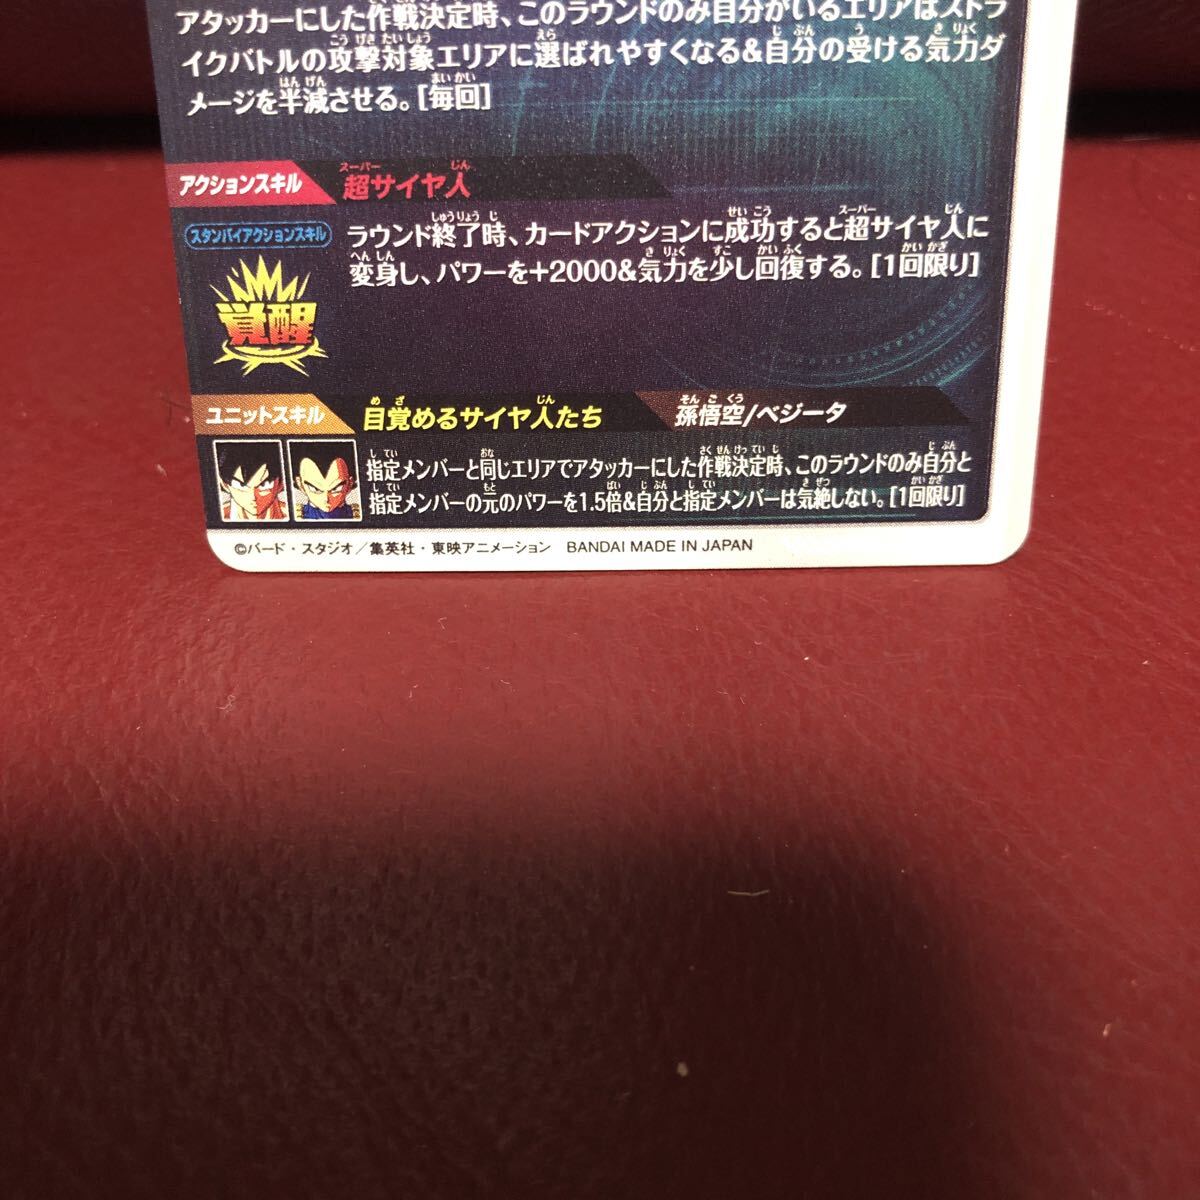 アタッカーにした作戦決定時、このラウンドのみ自分がいるエリアはストラ
イクバトルの攻撃対象エリアに選ばれやすくなる&自分の受ける気力ダ
メージを半減させる。[毎回]
アクションスキル 超サイヤ人
スタンバイアクションスキル
ラウンド終了時、カードアクションに成功すると超サイヤ人に
変身し、パワーを+2000&気力を少し回復する。[1回限り]
覚醒
ユニットスキル 目覚めるサイヤ人たち 孫悟空/ベジータ
指定メンバーと同じエリアでアタッカーにした作戦決定時、このラウンドのみ自分と
指定メンバーの元のパワーを1.5倍&自分と指定メンバーは気絶しない。[1回限り]
©バード・スタジオ/集英社・東映アニメーション BANDAI MADE IN JAPAN